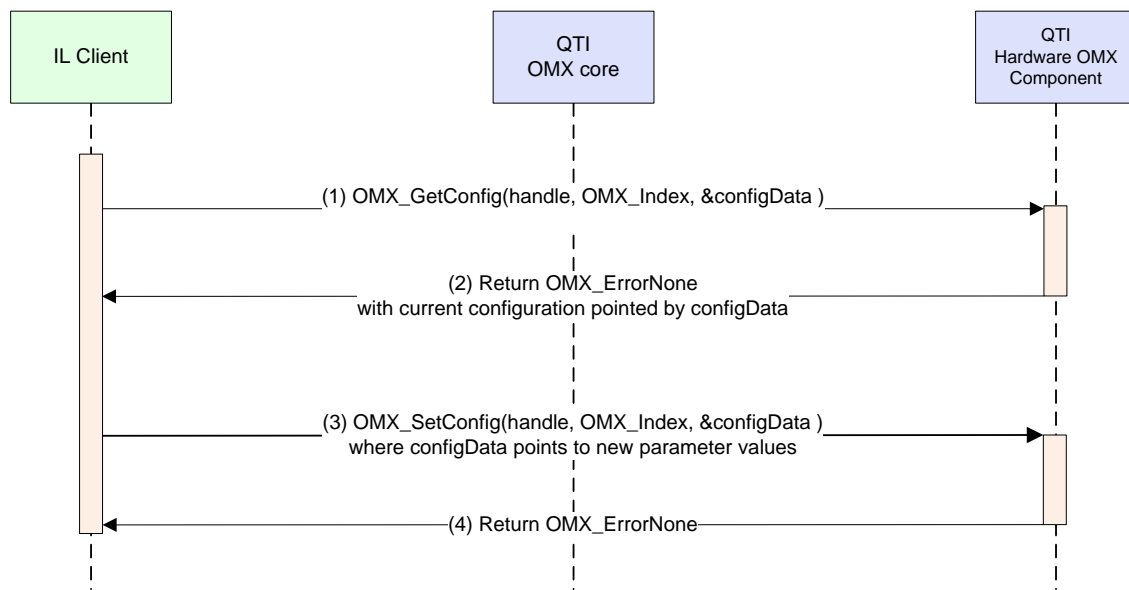 IL Client
QTI
OMX core
QTI
Hardware OMX
Component
(1) OMX_GetConfig(handle, OMX_Index, &configData )
(2) Return OMX_ErrorNone
with current configuration pointed by configData
(3) OMX_SetConfig(handle, OMX_Index, &configData )
where configData points to new parameter values
(4) Return OMX_ErrorNone